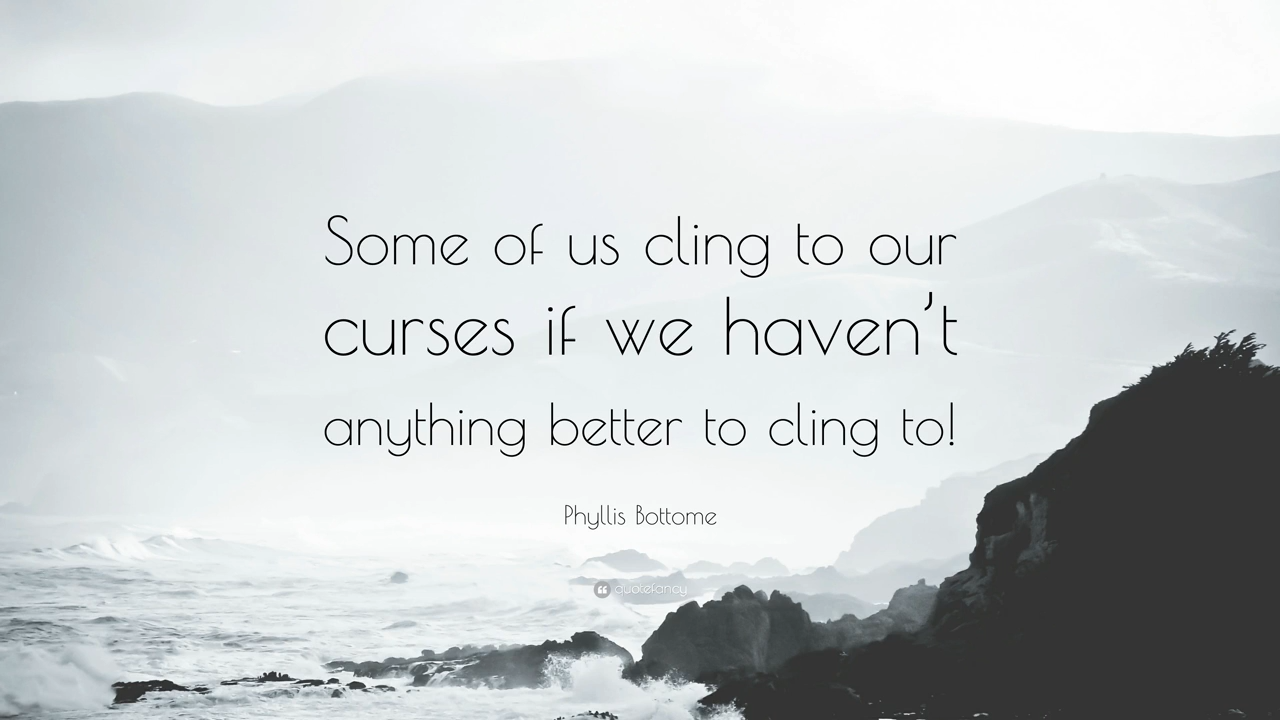 Some of us cling to our
curses if we haven’t
anything better to cling to!
Phyllis Bottome
quotefancy